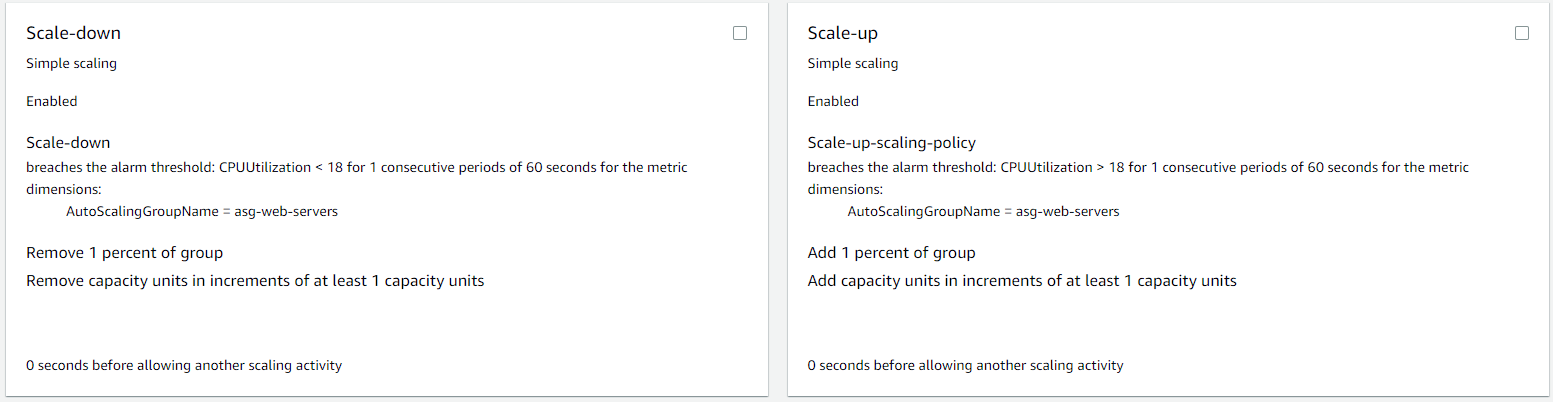 Scale-down
Simple scaling
Enabled
Scale-down
breaches the alarm threshold: CPUUtilization < 18 for 1 consecutive periods of 60 seconds for the metric
dimensions:
AutoScalingGroupName = asg-web-servers
Remove 1 percent of group
Remove capacity units in increments of at least 1 capacity units
0 seconds before allowing another scaling activity
Scale-up
Simple scaling
Enabled
Scale-up-scaling-policy
breaches the alarm threshold: CPUUtilization > 18 for 1 consecutive periods of 60 seconds for the metric
dimensions:
AutoScalingGroupName = asg-web-servers
Add 1 percent of group
Add capacity units in increments of at least 1 capacity units
0 seconds before allowing another scaling activity